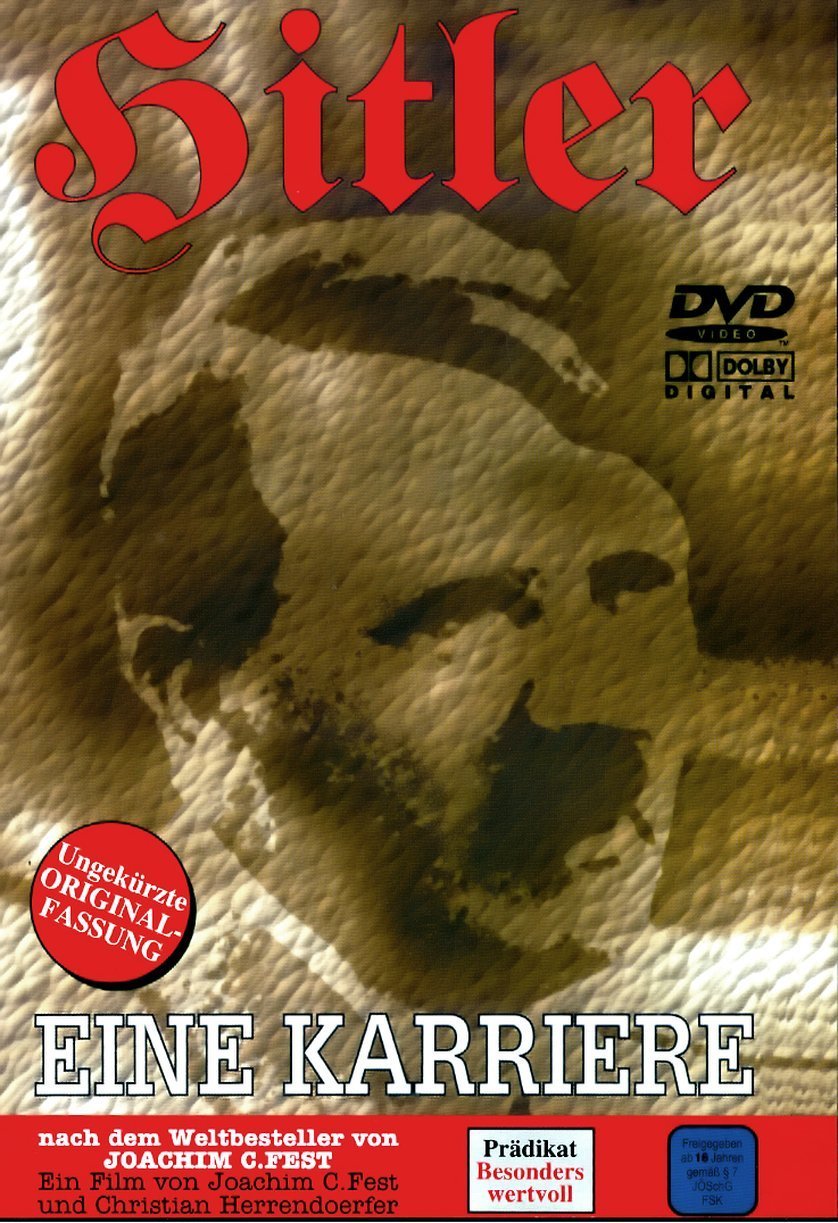 Hitler
DVD
VIDEO
TM
DOLBY
DIGITAL
Ungekürzte
ORIGINAL-
FASSUNG
EINE KARRIERE
nach dem Weltbesteller von
JOACHIM C.FEST
Ein Film von Joachim C.Fest
und Christian Herrendoerfer
Prädikat
Besonders
wertvoll
Freigegeben
ab 16 Jahren
gemäß § 7
JÖSchG
FSK